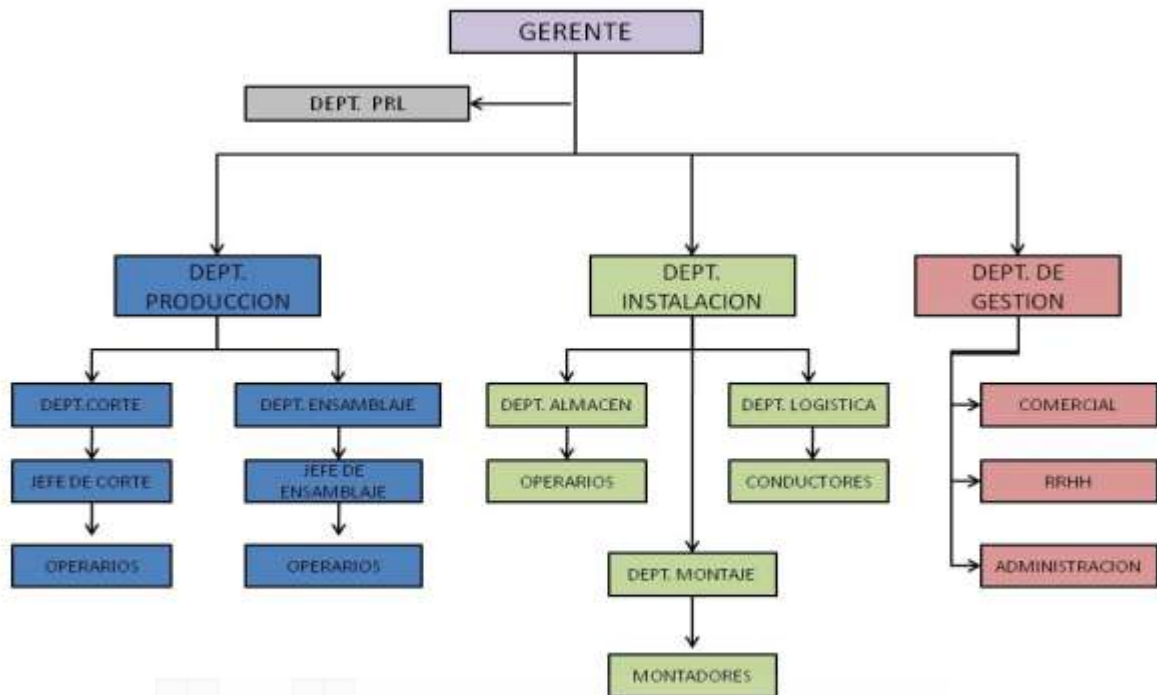 GERENTE
DEPT. PRL
DEPT.
PRODUCCION
DEPT.
INSTALACION
DEPT. DE
GESTION
DEPT.CORTE
DEPT. ENSAMBLAJE
DEPT. ALMACEN
DEPT. LOGISTICA
COMERCIAL
JEFE DE CORTE
JEFE DE
ENSAMBLAJE
OPERARIOS
CONDUCTORES
RRHH
OPERARIOS
OPERARIOS
DEPT. MONTAJE
ADMINISTRACION
MONTADORES